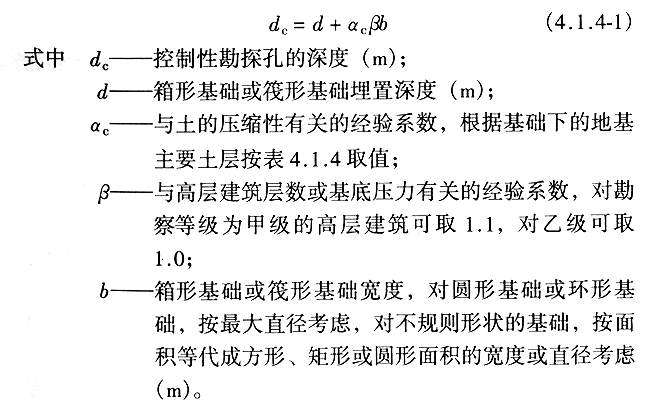 d_c = d + α_cβb (4.1.4-1)
式中 d_c——控制性勘探孔的深度（m）；
d——箱形基础或筏形基础埋置深度（m）；
α_c——与土的压缩性有关的经验系数，根据基础下的地基
主要土层按表 4.1.4 取值；
β——与高层建筑层数或基底压力有关的经验系数，对勘
察等级为甲级的高层建筑可取 1.1，对乙级可取
1.0；
b——箱形基础或筏形基础宽度，对圆形基础或环形基
础，按最大直径考虑，对不规则形状的基础，按面
积等代成方形、矩形或圆形面积的宽度或直径考虑
（m）。